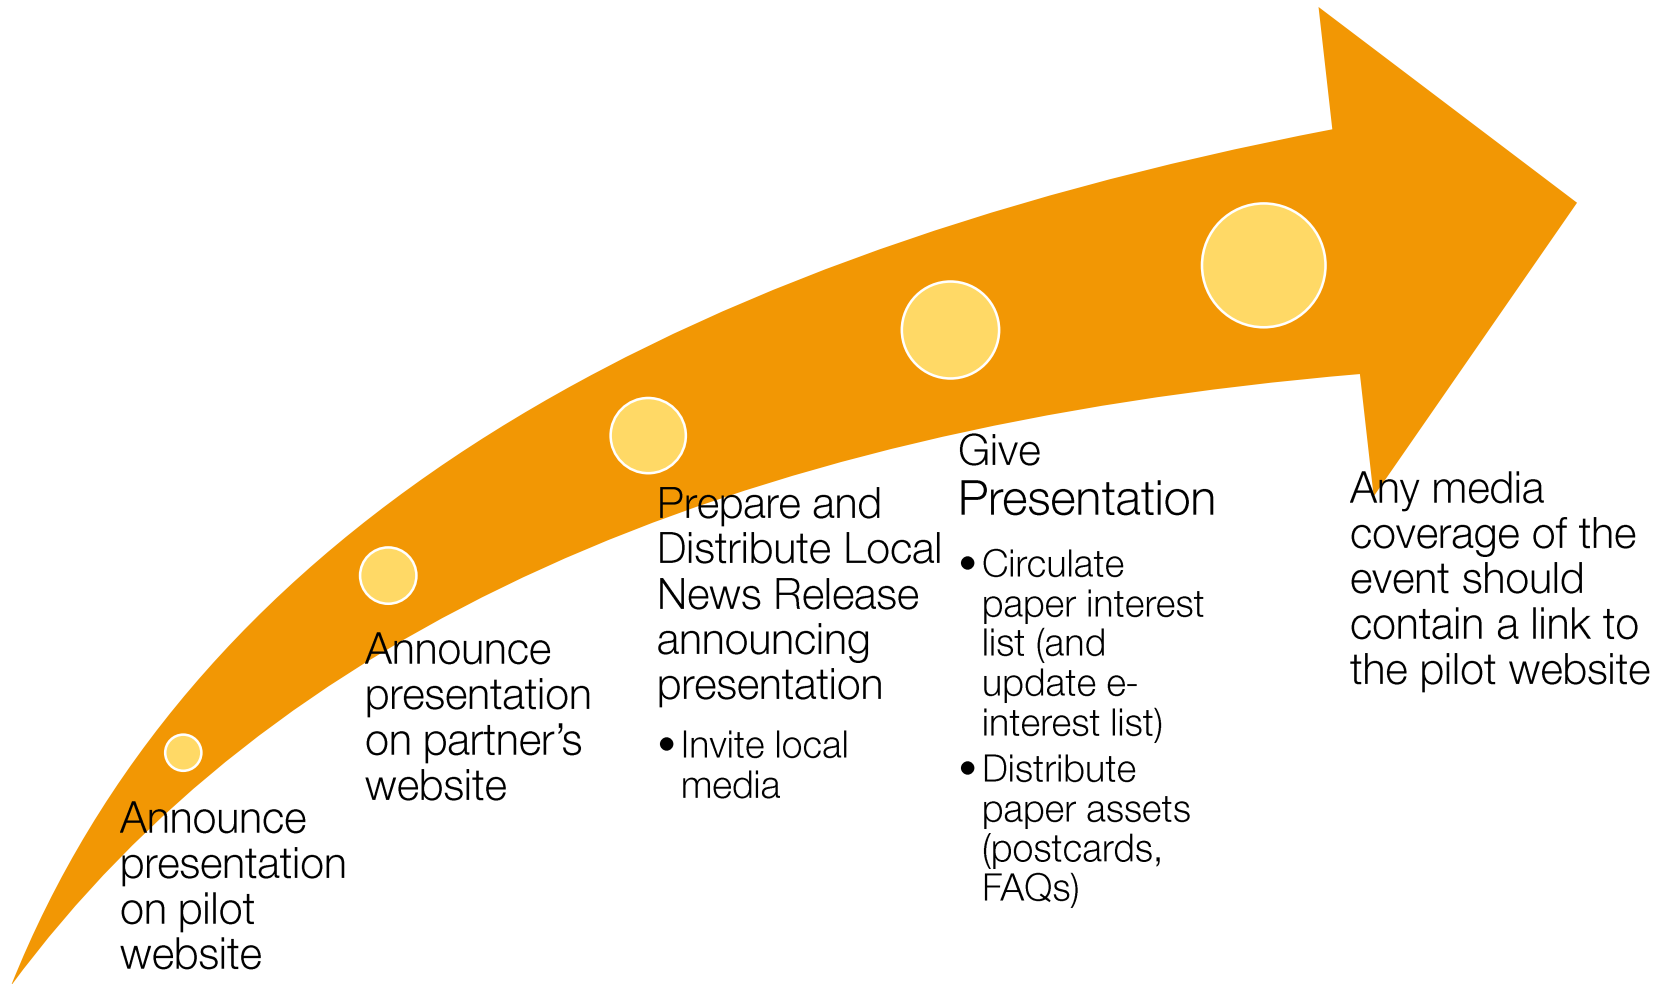 Announce
presentation
on pilot
website
Announce
presentation
on partner’s
website
Prepare and
Distribute Local
News Release
announcing
presentation
• Invite local
media
Give
Presentation
• Circulate
paper interest
list (and
update e-
interest list)
• Distribute
paper assets
(postcards,
FAQs)
Any media
coverage of the
event should
contain a link to
the pilot website